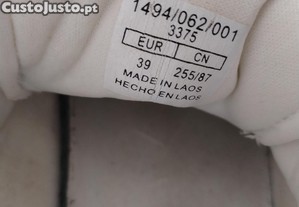 CustoJusto.pt
1494/062/001
3375
EUR CN
39 255/87
MADE IN LAOS
HECHO EN LAOS